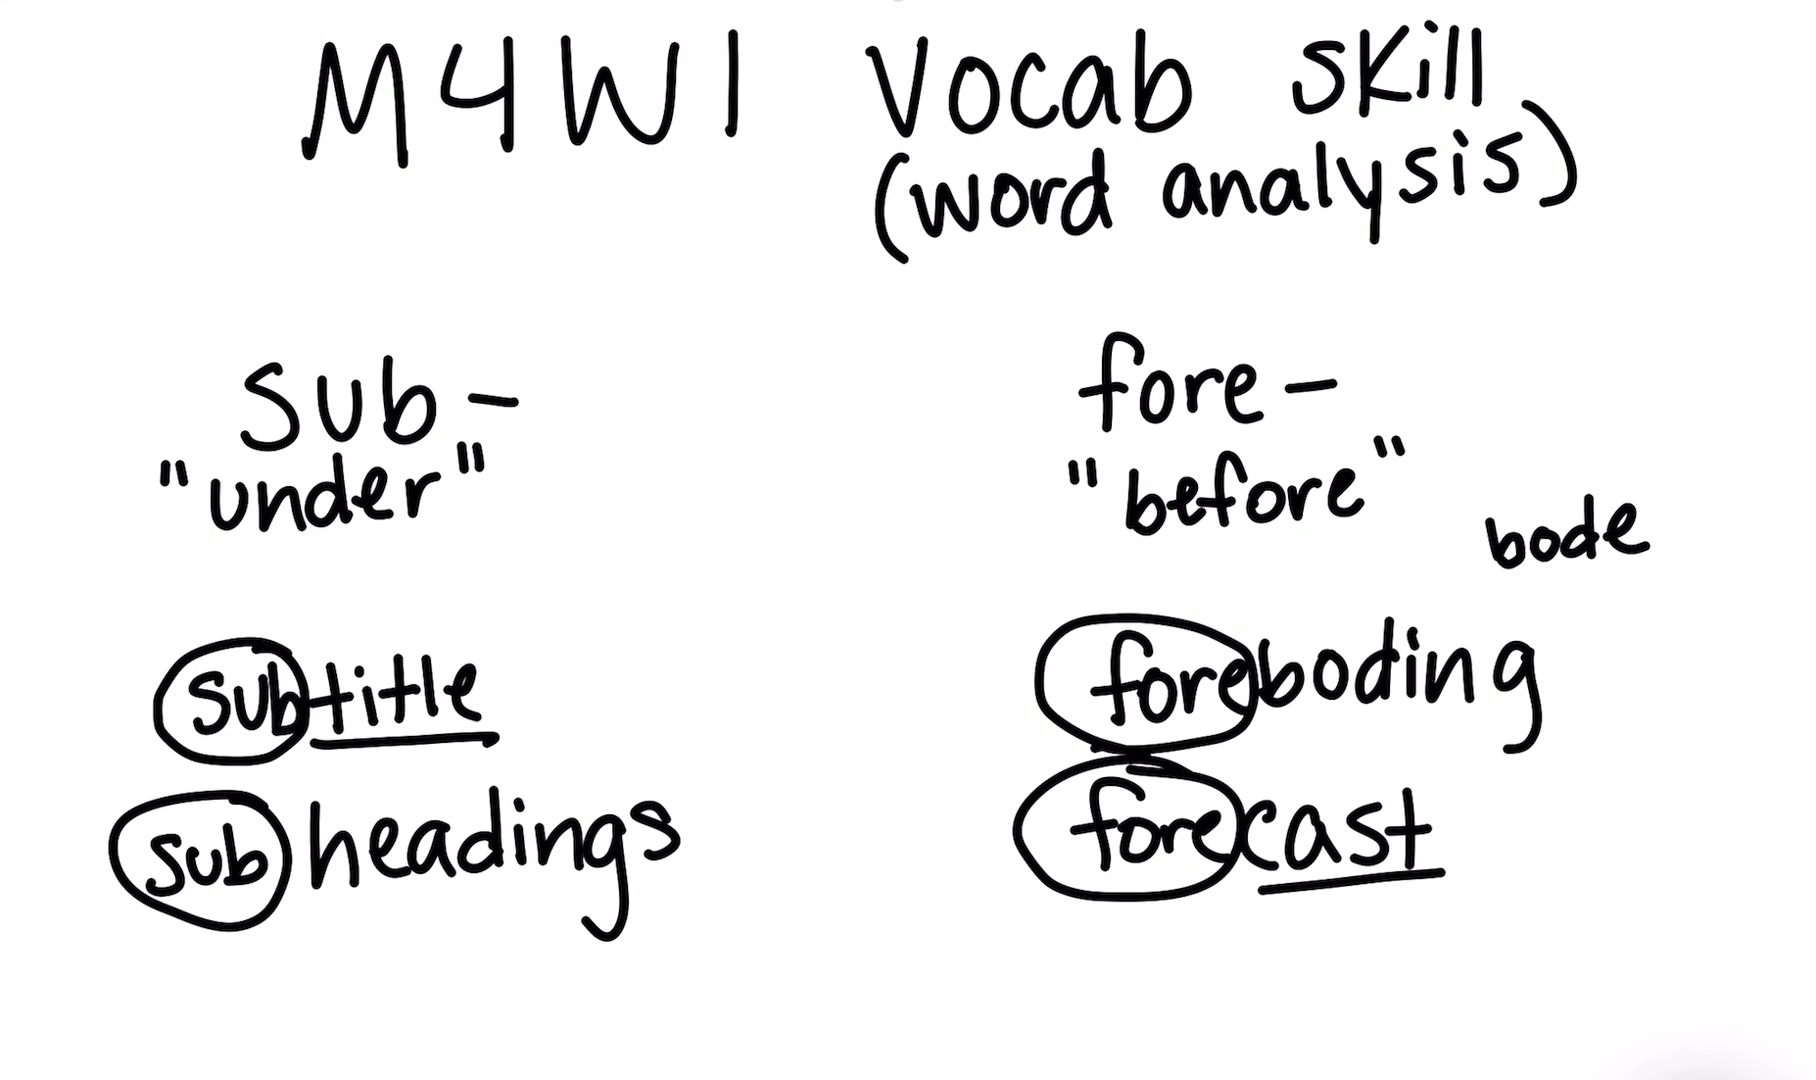 M4W1 Vocab skill
(word analysis)
sub-
"under"
subtitle
subheadings
fore-
"before"
bode
foreboding
forecast